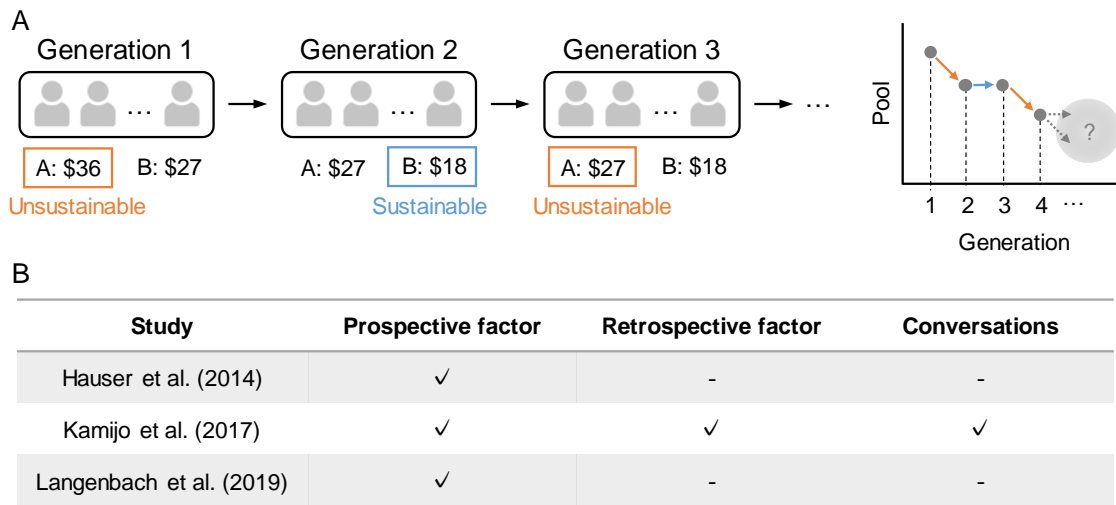 A
Generation 1 Generation 2 Generation 3
... ... ... ...
A: $36 B: $27 A: $27 B: $18 A: $27 B: $18
Unsustainable Sustainable Unsustainable
Pool
?
1 2 3 4 ...
Generation
B
Study Prospective factor Retrospective factor Conversations
Hauser et al. (2014) ✓ - -
Kamijo et al. (2017) ✓ ✓ ✓
Langenbach et al. (2019) ✓ - -